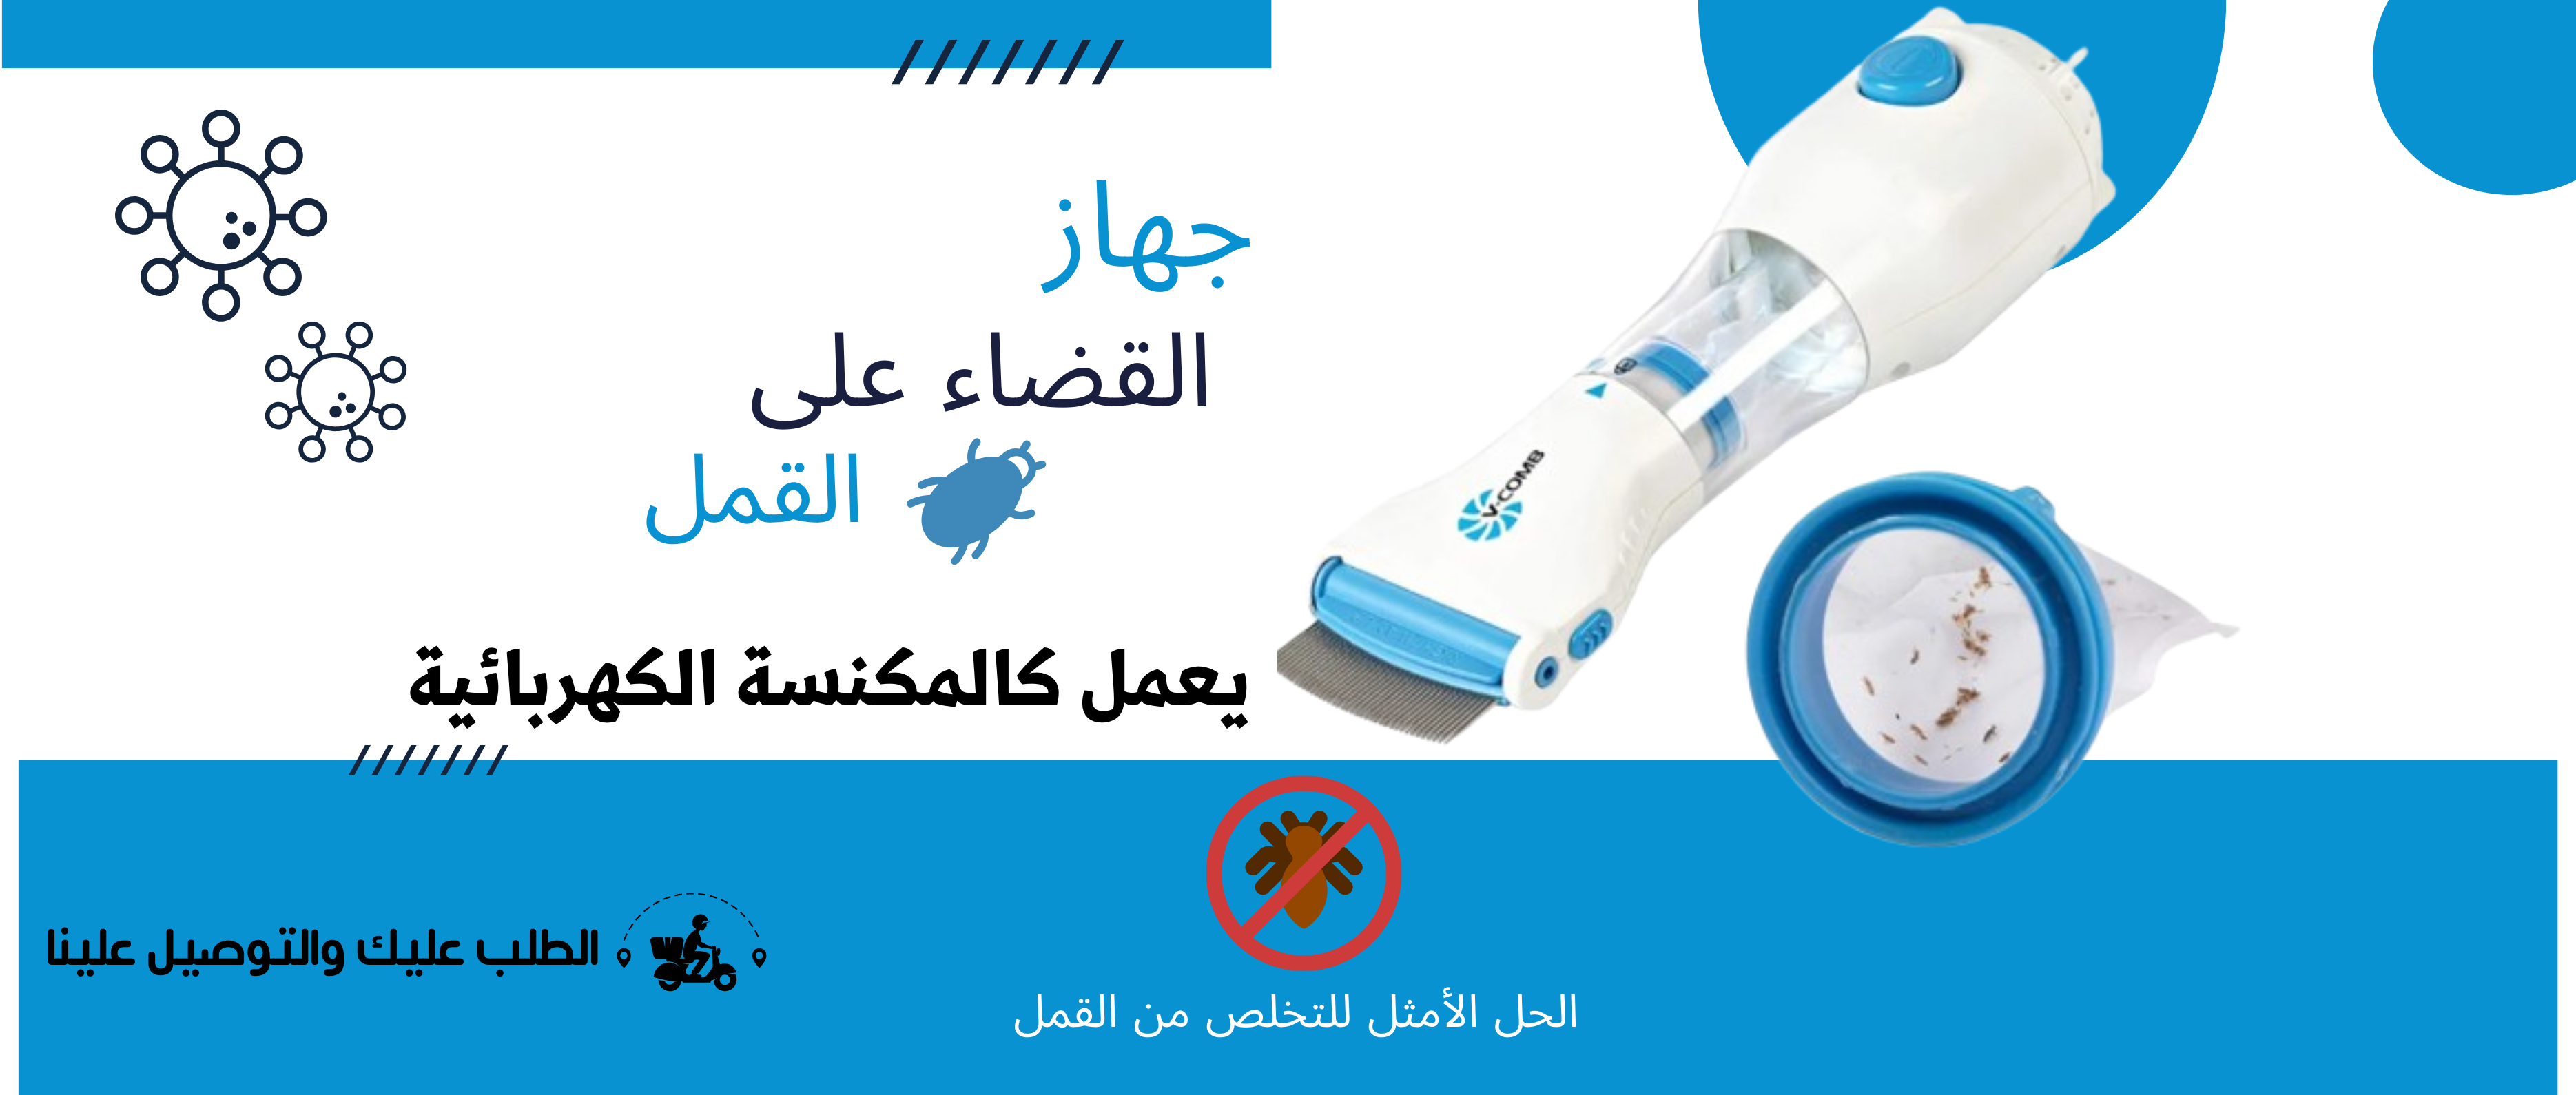 جهاز
القضاء على
القمل
يعمل كالمكنسة الكهربائية
V-COMB
الحل الأمثل للتخلص من القمل
الطلب عليك والتوصيل علينا